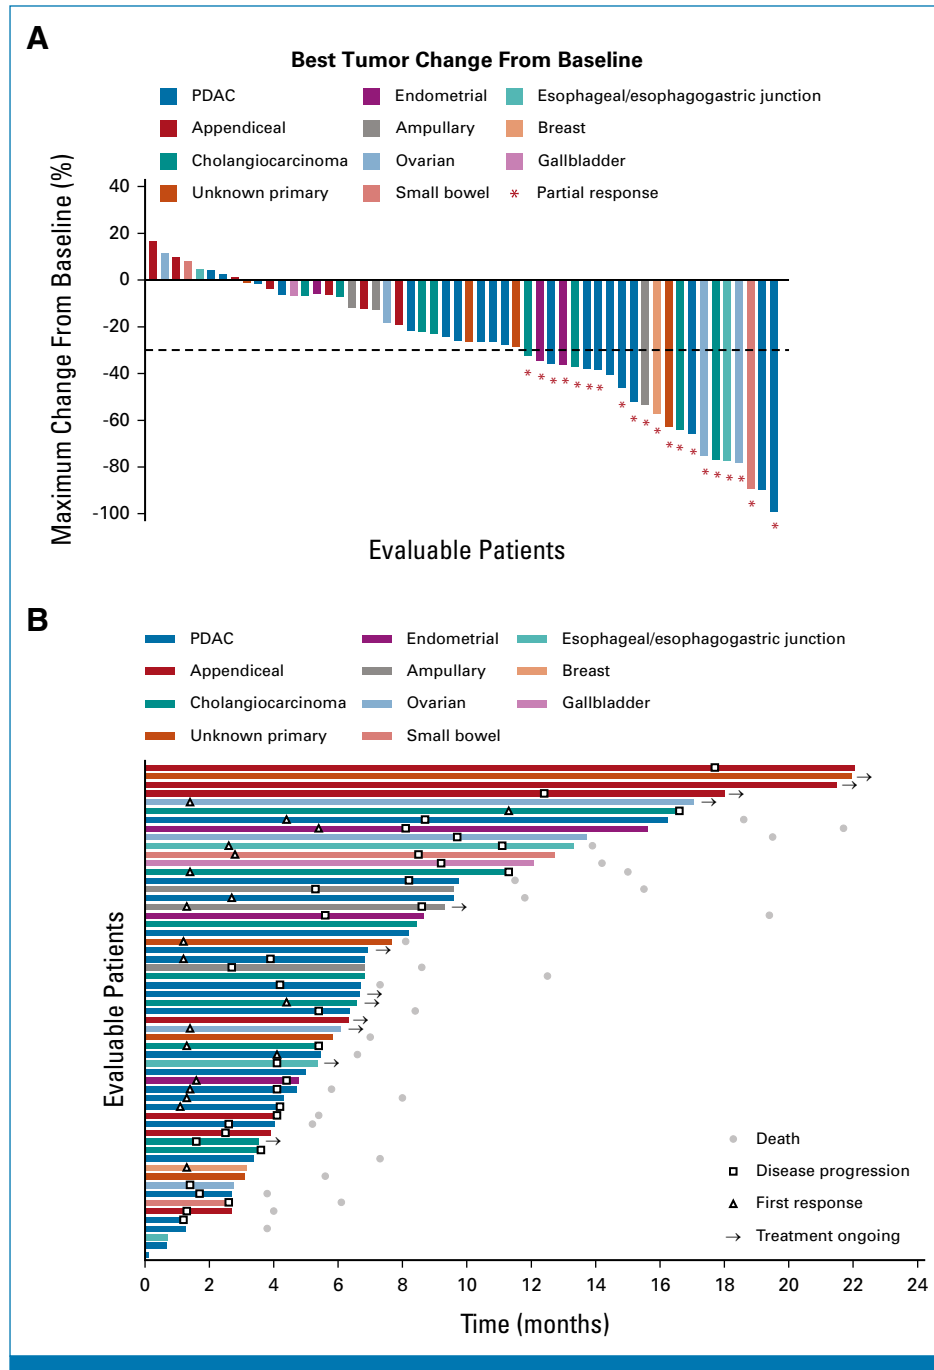 A
Best Tumor Change From Baseline
PDAC
Endometrial
Esophageal/esophagogastric junction
Appendiceal
Ampullary
Breast
Cholangiocarcinoma
Ovarian
Gallbladder
Unknown primary
Small bowel
* Partial response
Maximum Change From Baseline (%)
40
20
0
-20
-40
-60
-80
-100
Evaluable Patients
B
PDAC
Endometrial
Esophageal/esophagogastric junction
Appendiceal
Ampullary
Breast
Cholangiocarcinoma
Ovarian
Gallbladder
Unknown primary
Small bowel
Evaluable Patients
Death
Disease progression
First response
→ Treatment ongoing
0 2 4 6 8 10 12 14 16 18 20 22 24
Time (months)